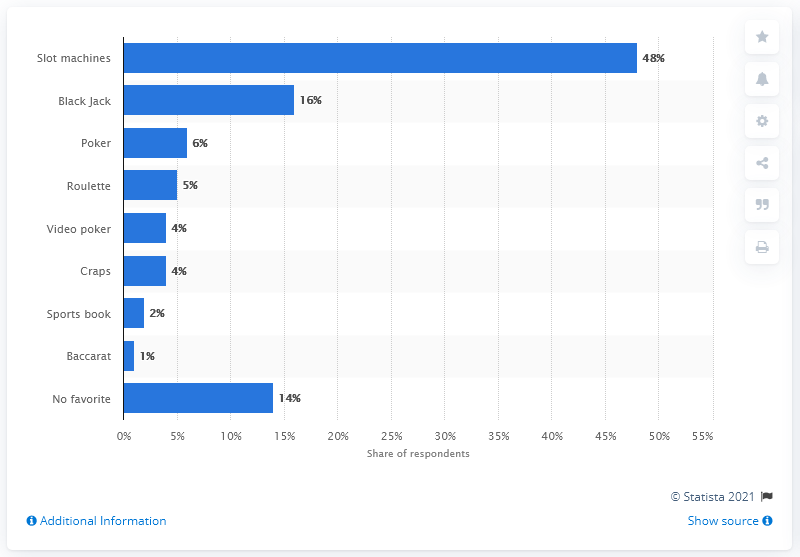 Slot machines 48%
Black Jack 16%
Poker 6%
Roulette 5%
Video poker 4%
Craps 4%
Sports book 2%
Baccarat 1%
No favorite 14%
0% 5% 10% 15% 20% 25% 30% 35% 40% 45% 50% 55%
Share of respondents
© Statista 2021
Additional Information Show source